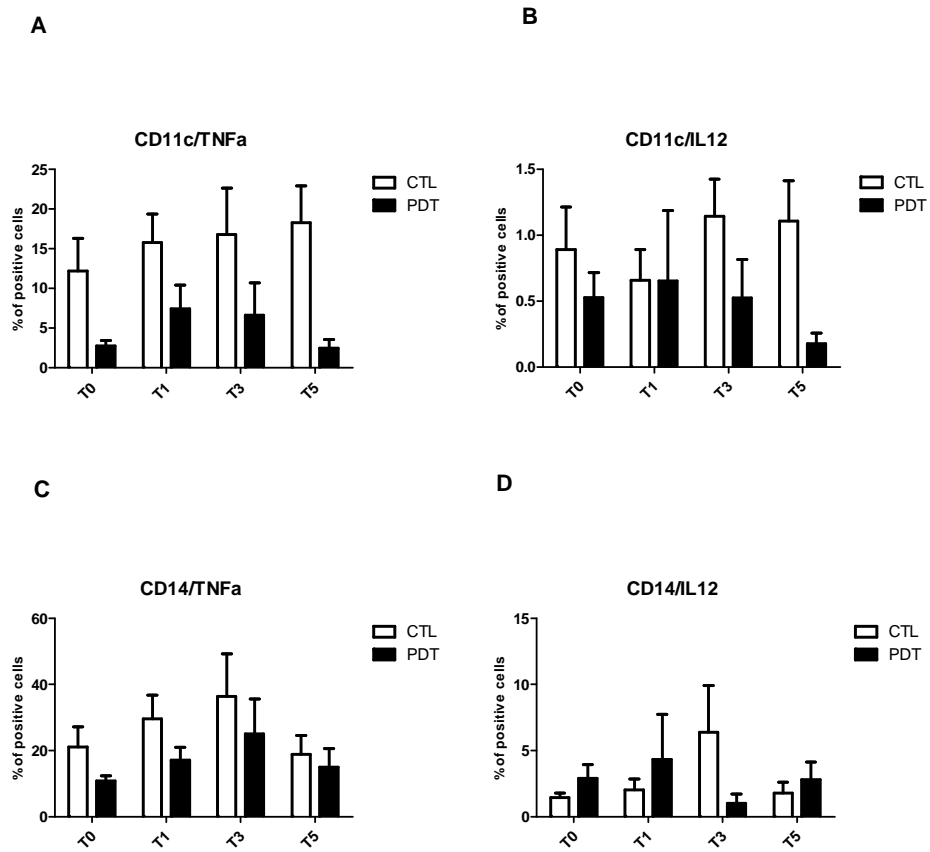 A
CD11c/TNFa
25
20
15
10
5
0
% of positive cells
T0
T1
T3
T5
CTL
PDT
B
CD11c/IL12
1.5
1.0
0.5
0.0
% of positive cells
T0
T1
T3
T5
CTL
PDT
C
CD14/TNFa
60
40
20
0
% of positive cells
T0
T1
T3
T5
CTL
PDT
D
CD14/IL12
15
10
5
0
% of positive cells
T0
T1
T3
T5
CTL
PDT